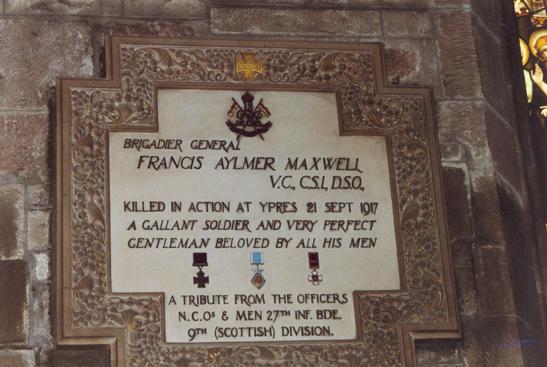 BRIGADIER GENERAL
FRANCIS AYLMER MAXWELL
V.C., C.S.I, D.S.O.,
KILLED IN ACTION AT YPRES 21 SEPT 1917
A GALLANT SOLDIER AND VERY PERFECT
GENTLEMAN BELOVED BY ALL HIS MEN
A TRIBUTE FROM THE OFFICERS
N.C.Os & MEN 27TH INF. BDE.
9TH (SCOTTISH) DIVISION.